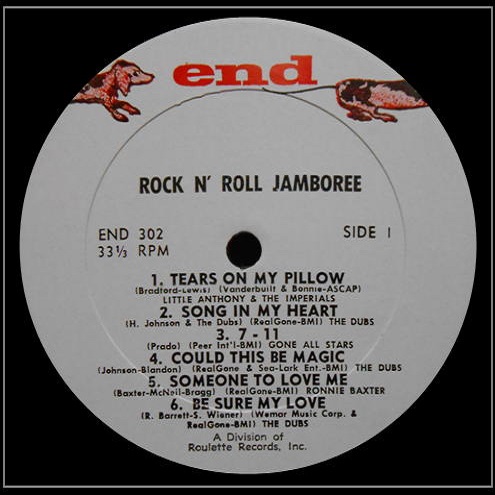 end
ROCK N' ROLL JAMBOREE
END 302 SIDE 1
33⅓ RPM
1. TEARS ON MY PILLOW
(Bradford-Lewis) (Vanderbuilt & Bonnie-ASCAP)
LITTLE ANTHONY & THE IMPERIALS
2. SONG IN MY HEART
(H. Johnson & The Dubs) (RealGone-BMI) THE DUBS
3. 7 - 11
(Prado) (Peer Int'l-BMI) GONE ALL STARS
4. COULD THIS BE MAGIC
(Johnson-Blandon) (RealGone & Sea-Lark Ent.-BMI) THE DUBS
5. SOMEONE TO LOVE ME
(Baxter-McNeil-Bragg) (RealGone-BMI) RONNIE BAXTER
6. BE SURE MY LOVE
(R. Barrett-S. Wiener) (Wemar Music Corp. &
RealGone-BMI) THE DUBS
A Division of
Roulette Records, Inc.